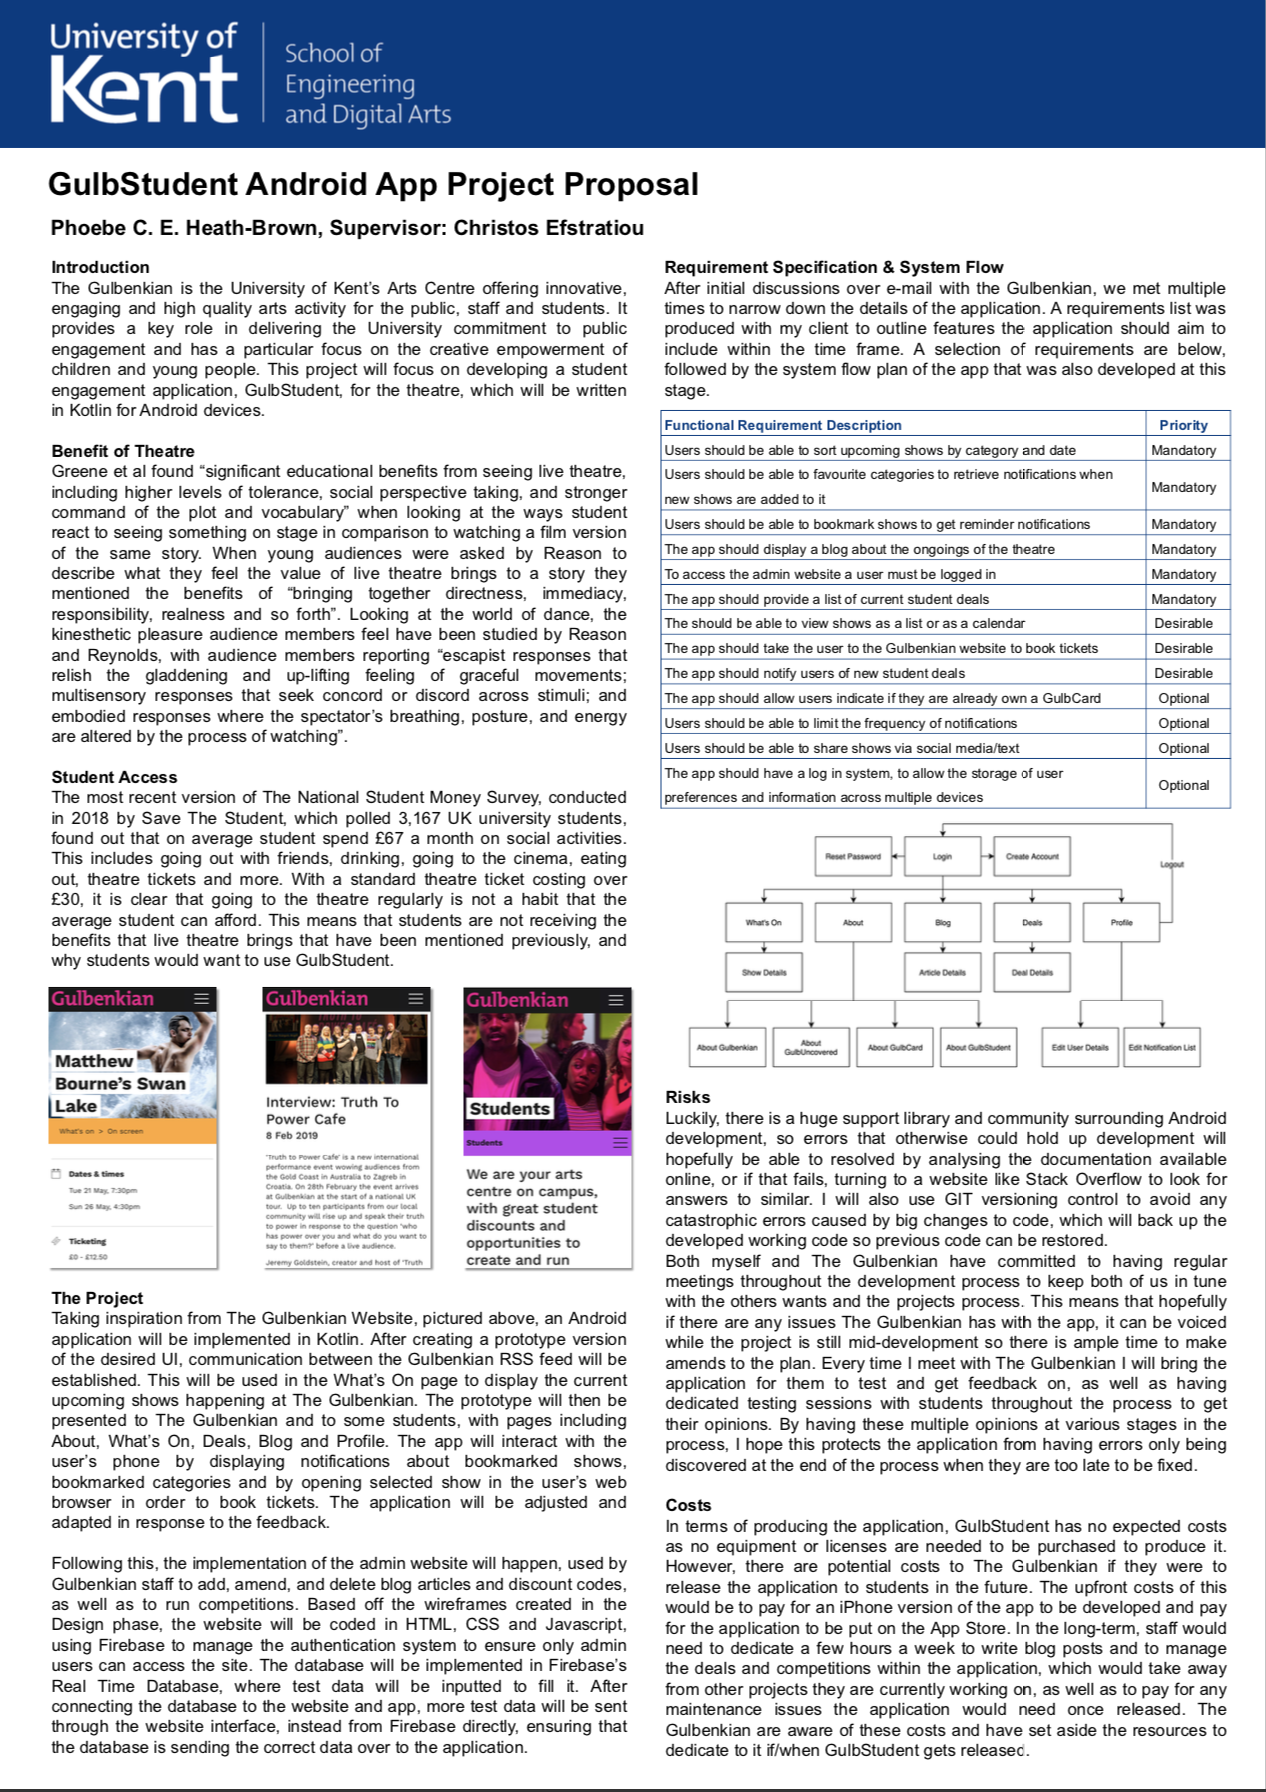 University of
Kent
School of
Engineering
and Digital Arts
GulbStudent Android App Project Proposal
Phoebe C. E. Heath-Brown, Supervisor: Christos Efstratiou
Introduction
The Gulbenkian is the University of Kent's Arts Centre offering innovative,
engaging and high quality arts activity for the public, staff and students. It
provides a key role in delivering the University commitment to public
engagement and has a particular focus on the creative empowerment of
children and young people. This project will focus on developing a student
engagement application, GulbStudent, for the theatre, which will be written
in Kotlin for Android devices.
Benefit of Theatre
Greene et al found “significant educational benefits from seeing live theatre,
including higher levels of tolerance, social perspective taking, and stronger
command of the plot and vocabulary” when looking at the ways student
react to seeing something on stage in comparison to watching a film version
of the same story. When young audiences were asked by Reason to
describe what they feel the value of live theatre brings to a story they
mentioned the benefits of “bringing together directness, immediacy,
responsibility, realness and so forth”. Looking at the world of dance, the
kinesthetic pleasure audience members feel have been studied by Reason
and Reynolds, with audience members reporting “escapist responses that
relish the gladdening and up-lifting feeling of graceful movements;
multisensory responses that seek concord or discord across stimuli; and
embodied responses where the spectator's breathing, posture, and energy
are altered by the process of watching”.
Student Access
The most recent version of The National Student Money Survey, conducted
in 2018 by Save The Student, which polled 3,167 UK university students,
found out that on average student spend £67 a month on social activities.
This includes going out with friends, drinking, going to the cinema, eating
out, theatre tickets and more. With a standard theatre ticket costing over
£30, it is clear that going to the theatre regularly is not a habit that the
average student can afford. This means that students are not receiving the
benefits that live theatre brings that have been mentioned previously, and
why students would want to use GulbStudent.
Gulbenkian
Matthew
Bourne's Swan
Lake
What's on > On screen
Dates & times
Tue 21 May, 7:30pm
Sun 26 May, 4:30pm
Ticketing
£0 - £12.50
Gulbenkian
Interview: Truth To
Power Cafe
8 Feb 2019
'Truth to Power Cafe' is a new international
performance event wowing audiences from
the Gold Coast in Australia to Zagreb in
Croatia. On 28th February the event arrives
at Gulbenkian at the start of a national UK
tour. Up to ten participants from our local
community will rise up and speak their truth
to power in response to the question 'who
has power over you and what do you want to
say to them?' before a live audience.
Jeremy Goldstein, creator and host of 'Truth
Gulbenkian
Students
Students
We are your arts
centre on campus,
with great student
discounts and
opportunities to
create and run
The Project
Taking inspiration from The Gulbenkian Website, pictured above, an Android
application will be implemented in Kotlin. After creating a prototype version
of the desired UI, communication between the Gulbenkian RSS feed will be
established. This will be used in the What's On page to display the current
upcoming shows happening at The Gulbenkian. The prototype will then be
presented to The Gulbenkian and to some students, with pages including
About, What's On, Deals, Blog and Profile. The app will interact with the
user's phone by displaying notifications about bookmarked shows,
bookmarked categories and by opening selected show in the user's web
browser in order to book tickets. The application will be adjusted and
adapted in response to the feedback.
Following this, the implementation of the admin website will happen, used by
Gulbenkian staff to add, amend, and delete blog articles and discount codes,
as well as to run competitions. Based off the wireframes created in the
Design phase, the website will be coded in HTML, CSS and Javascript,
using Firebase to manage the authentication system to ensure only admin
users can access the site. The database will be implemented in Firebase's
Real Time Database, where test data will be inputted to fill it. After
connecting the database to the website and app, more test data will be sent
through the website interface, instead from Firebase directly, ensuring that
the database is sending the correct data over to the application.
Requirement Specification & System Flow
After initial discussions over e-mail with the Gulbenkian, we met multiple
times to narrow down the details of the application. A requirements list was
produced with my client to outline features the application should aim to
include within the time frame. A selection of requirements are below,
followed by the system flow plan of the app that was also developed at this
stage.
Functional Requirement Description Priority
Users should be able to sort upcoming shows by category and date Mandatory
Users should be able to favourite categories to retrieve notifications when
new shows are added to it Mandatory
Users should be able to bookmark shows to get reminder notifications Mandatory
The app should display a blog about the ongoings of the theatre Mandatory
To access the admin website a user must be logged in Mandatory
The app should provide a list of current student deals Mandatory
The should be able to view shows as a list or as a calendar Desirable
The app should take the user to the Gulbenkian website to book tickets Desirable
The app should notify users of new student deals Desirable
The app should allow users indicate if they are already own a GulbCard Optional
Users should be able to limit the frequency of notifications Optional
Users should be able to share shows via social media/text Optional
The app should have a log in system, to allow the storage of user
preferences and information across multiple devices Optional
Reset Password Login Create Account Logout
What's On About Blog Deals Profile
Show Details Article Details Deal Details
About Gulbenkian About GulbUncovered About GulbCard About GulbStudent Edit User Details Edit Notification List
Risks
Luckily, there is a huge support library and community surrounding Android
development, so errors that otherwise could hold up development will
hopefully be able to resolved by analysing the documentation available
online, or if that fails, turning to a website like Stack Overflow to look for
answers to similar. I will also use GIT versioning control to avoid any
catastrophic errors caused by big changes to code, which will back up the
developed working code so previous code can be restored.
Both myself and The Gulbenkian have committed to having regular
meetings throughout the development process to keep both of us in tune
with the others wants and the projects process. This means that hopefully
if there are any issues The Gulbenkian has with the app, it can be voiced
while the project is still mid-development so there is ample time to make
amends to the plan. Every time I meet with The Gulbenkian I will bring the
application for them to test and get feedback on, as well as having
dedicated testing sessions with students throughout the process to get
their opinions. By having these multiple opinions at various stages in the
process, I hope this protects the application from having errors only being
discovered at the end of the process when they are too late to be fixed.
Costs
In terms of producing the application, GulbStudent has no expected costs
as no equipment or licenses are needed to be purchased to produce it.
However, there are potential costs to The Gulbenkian if they were to
release the application to students in the future. The upfront costs of this
would be to pay for an iPhone version of the app to be developed and pay
for the application to be put on the App Store. In the long-term, staff would
need to dedicate a few hours a week to write blog posts and to manage
the deals and competitions within the application, which would take away
from other projects they are currently working on, as well as to pay for any
maintenance issues the application would need once released. The
Gulbenkian are aware of these costs and have set aside the resources to
dedicate to it if/when GulbStudent gets released.